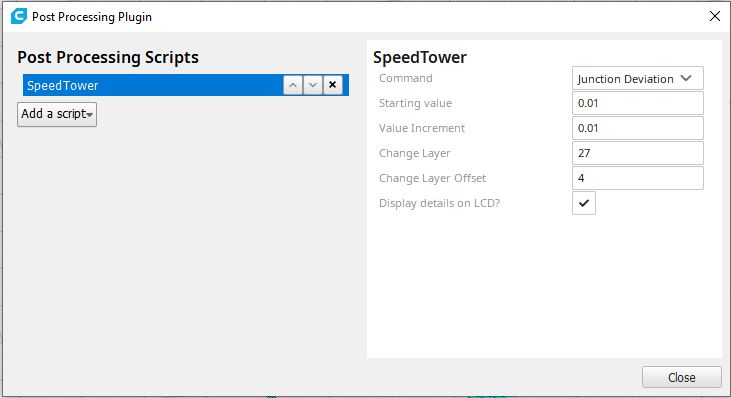 Post Processing Plugin
Post Processing Scripts
SpeedTower
Add a script
SpeedTower
Command Junction Deviation
Starting value 0.01
Value Increment 0.01
Change Layer 27
Change Layer Offset 4
Display details on LCD?
Close